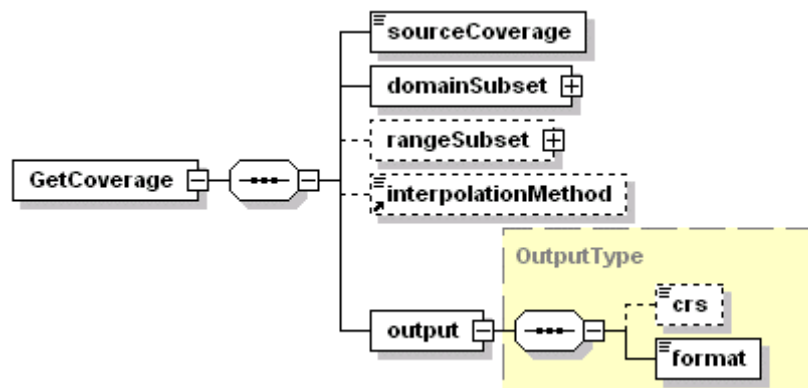 sourceCoverage
domainSubset
rangeSubset
GetCoverage
interpolationMethod
OutputType
crs
output
format